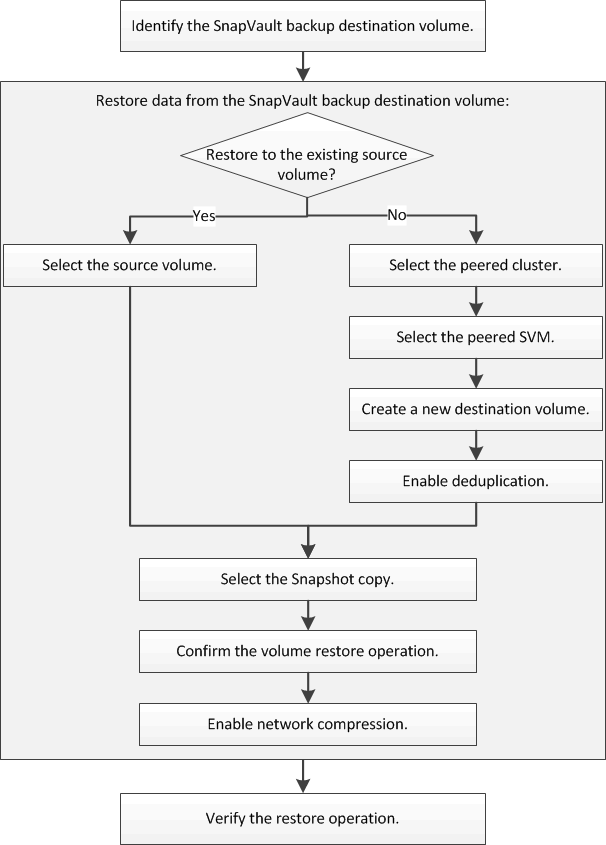 Identify the SnapVault backup destination volume.
Restore data from the SnapVault backup destination volume:
Restore to the existing source
volume?
Yes
No
Select the source volume.
Select the peered cluster.
Select the peered SVM.
Create a new destination volume.
Enable deduplication.
Select the Snapshot copy.
Confirm the volume restore operation.
Enable network compression.
Verify the restore operation.